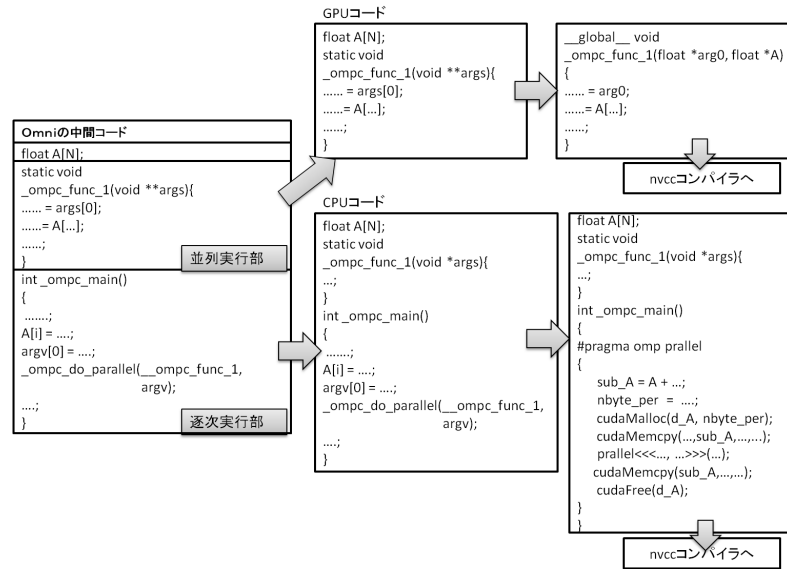 GPUコード
float A[N];
static void
_ompc_func_1(void **args){
...... = args[0];
......= A[...];
......;
}
__global__ void
_ompc_func_1(float *arg0, float *A)
{
...... = arg0;
......= A[...];
......;
}
nvccコンパイラへ
Omniの中間コード
float A[N];
static void
_ompc_func_1(void **args){
...... = args[0];
......= A[...];
......;
}
並列実行部
int _ompc_main()
{
.......;
A[i] = ....;
argv[0] = ....;
_ompc_do_parallel(__ompc_func_1,
argv);
....;
}
逐次実行部
CPUコード
float A[N];
static void
_ompc_func_1(void *args){
...;
}
int _ompc_main()
{
.......;
A[i] = ....;
argv[0] = ....;
_ompc_do_parallel(__ompc_func_1,
argv);
....;
}
float A[N];
static void
_ompc_func_1(void *args){
...;
}
int _ompc_main()
{
#pragma omp prallel
{
sub_A = A + ...;
nbyte_per = ....;
cudaMalloc(d_A, nbyte_per);
cudaMemcpy(...,sub_A,...,...);
prallel<<<..., ...>>>(...);
cudaMemcpy(sub_A,...,...);
cudaFree(d_A);
}
}
nvccコンパイラへ